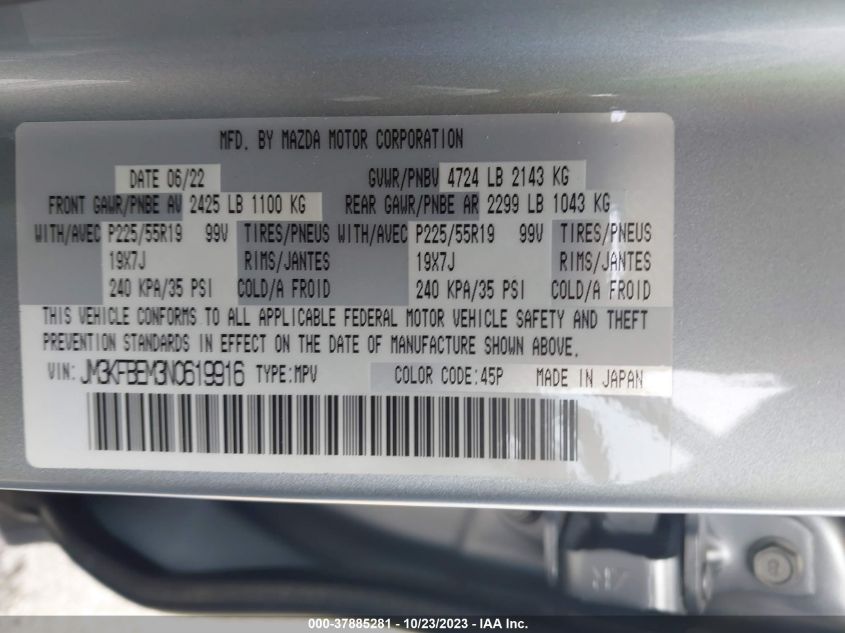 MFD. BY MAZDA MOTOR CORPORATION
DATE 06/22 GVWR/PNBV 4724 LB 2143 KG
FRONT GAWR/PNBE AV 2425 LB 1100 KG REAR GAWR/PNBE AR 2299 LB 1043 KG
WITH/AVEC P225/55R19 99V TIRES/PNEUS WITH/AVEC P225/55R19 99V TIRES/PNEUS
19X7J RIMS/JANTES 19X7J RIMS/JANTES
240 KPA/35 PSI COLD/A FROID 240 KPA/35 PSI COLD/A FROID
THIS VEHICLE CONFORMS TO ALL APPLICABLE FEDERAL MOTOR VEHICLE SAFETY AND THEFT
PREVENTION STANDARDS IN EFFECT ON THE DATE OF MANUFACTURE SHOWN ABOVE.
VIN: JM3KFBEM3N0619916 TYPE:MPV COLOR CODE:45P MADE IN JAPAN
000-37885281 - 10/23/2023 - IAA Inc.